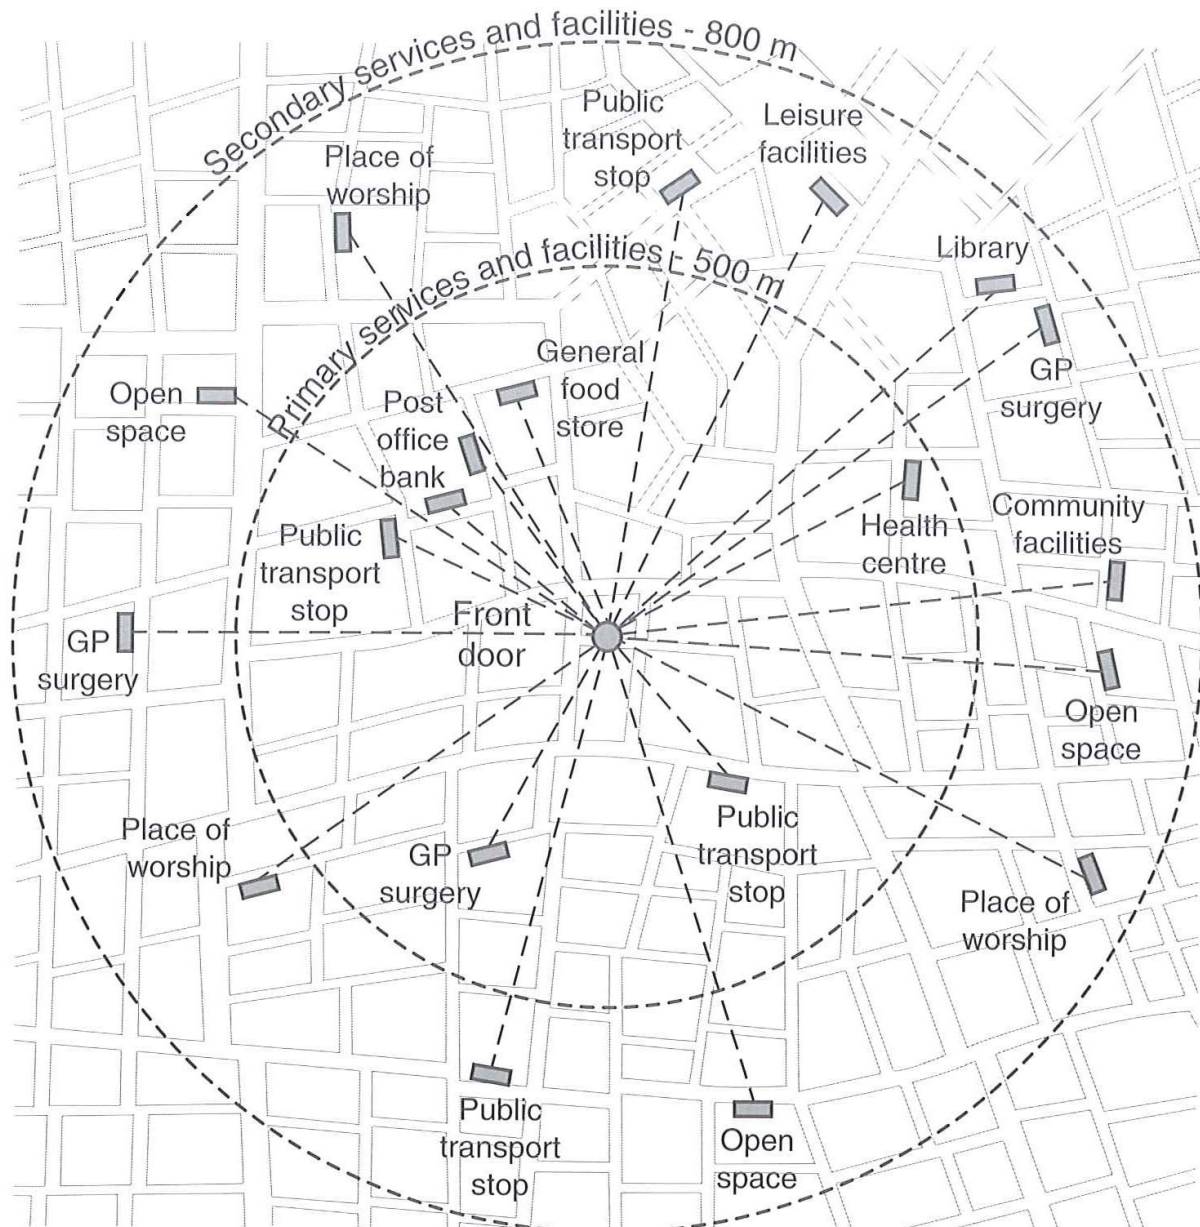 Secondary services and facilities - 800 m
Public
transport
stop
Leisure
facilities
Place of
worship
Library
Primary services and facilities - 500 m
GP
surgery
General
food
store
Open
space
Post
office
bank
Public
transport
stop
Health
centre
Community
facilities
Front
door
GP
surgery
Open
space
Place of
worship
GP
surgery
Public
transport
stop
Place of
worship
Public
transport
stop
Open
space